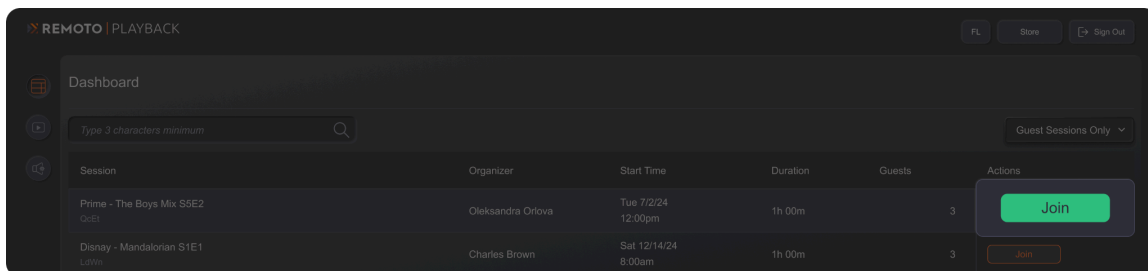 REMOTO | PLAYBACK
FL
Store
Sign Out
Dashboard
Type 3 characters minimum
Guest Sessions Only
Session Organizer Start Time Duration Guests Actions
Prime - The Boys Mix S5E2
QcEt
Oleksandra Orlova
Tue 7/2/24
12:00pm
1h 00m
3
Join
Disnay - Mandalorian S1E1
LdWn
Charles Brown
Sat 12/14/24
8:00am
1h 00m
3
Join